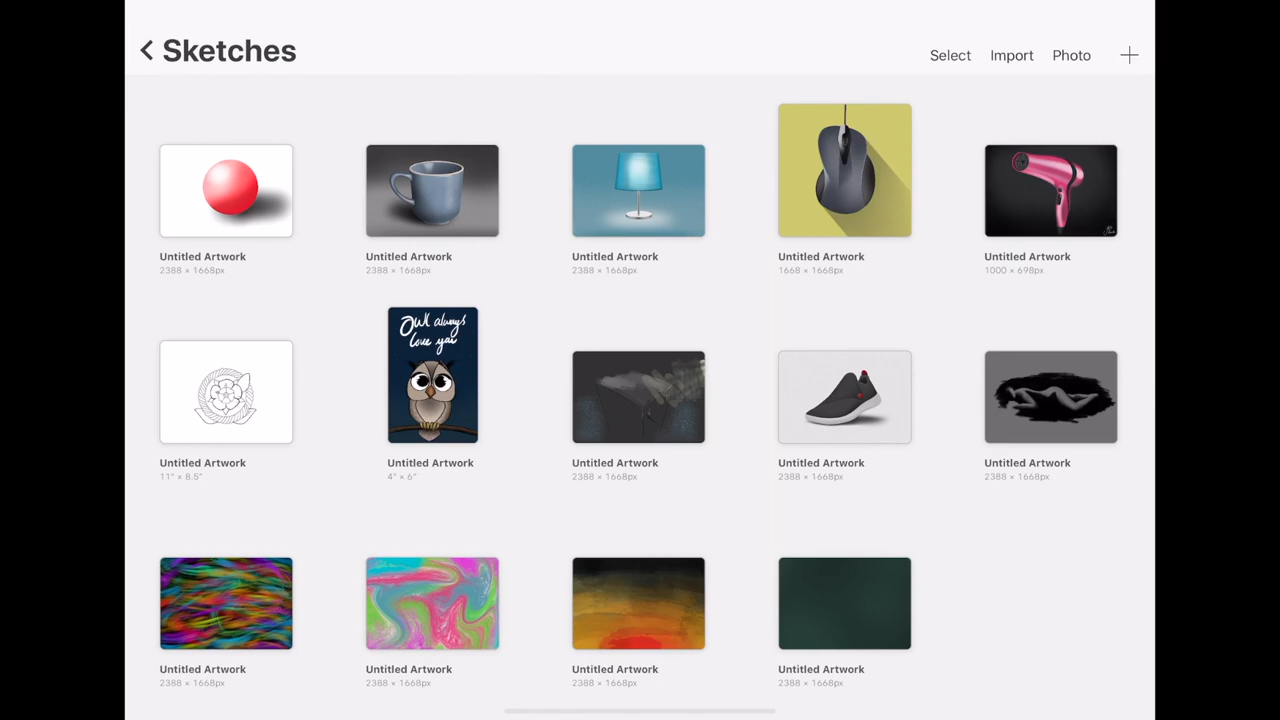 Sketches
Select Import Photo
Untitled Artwork
2388 × 1668px
Untitled Artwork
2388 × 1668px
Untitled Artwork
2388 × 1668px
Untitled Artwork
1668 × 1668px
Untitled Artwork
1000 × 698px
Owl always
love you
Untitled Artwork
11" × 8.5"
Untitled Artwork
4" × 6"
Untitled Artwork
2388 × 1668px
Untitled Artwork
2388 × 1668px
Untitled Artwork
2388 × 1668px
Untitled Artwork
2388 × 1668px
Untitled Artwork
2388 × 1668px
Untitled Artwork
2388 × 1668px
Untitled Artwork
2388 × 1668px